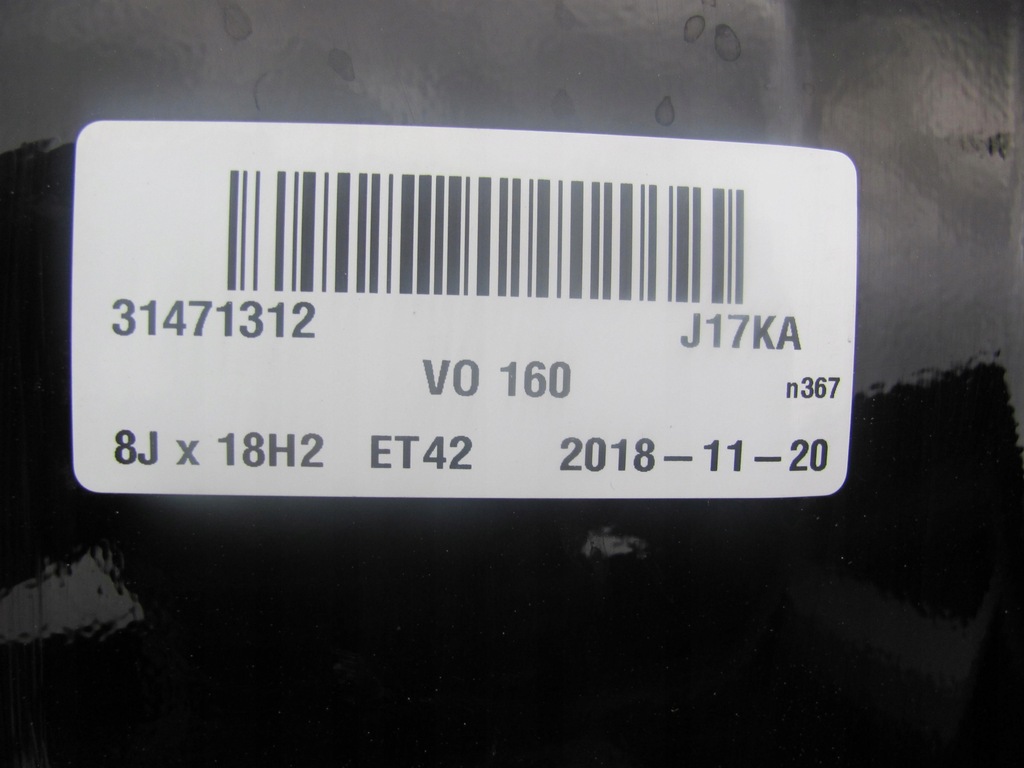 31471312 J17KA
VO 160
n367
8J x 18H2 ET42 2018-11-20